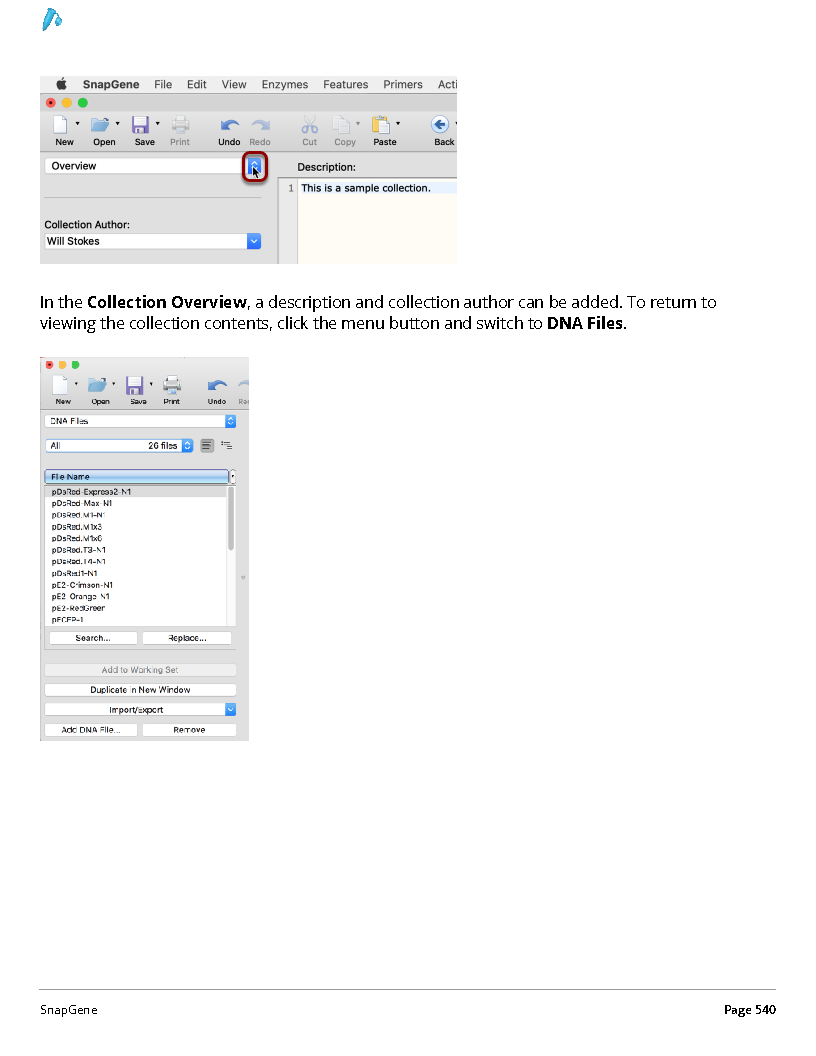 SnapGene File Edit View Enzymes Features Primers Acti
New Open Save Print Undo Redo Cut Copy Paste Back
Overview
Description:
1 This is a sample collection.
Collection Author:
Will Stokes
In the Collection Overview, a description and collection author can be added. To return to
viewing the collection contents, click the menu button and switch to DNA Files.
New Open Save Print Undo Re
DNA Files
All 26 files
File Name
pDsRed-Express2-N1
pDsRed-Max-N1
pDsRed.M1-N1
pDsRed.M1x3
pDsRed.M1x6
pDsRed.T3-N1
pDsRed.T4-N1
pDsRed1-N1
pE2-Crimson-N1
pE2-Orange-N1
pE2-RedGreen
Search... Replace...
Add to Working Set
Duplicate in New Window
Import/Export
Add DNA File... Remove
SnapGene Page 540